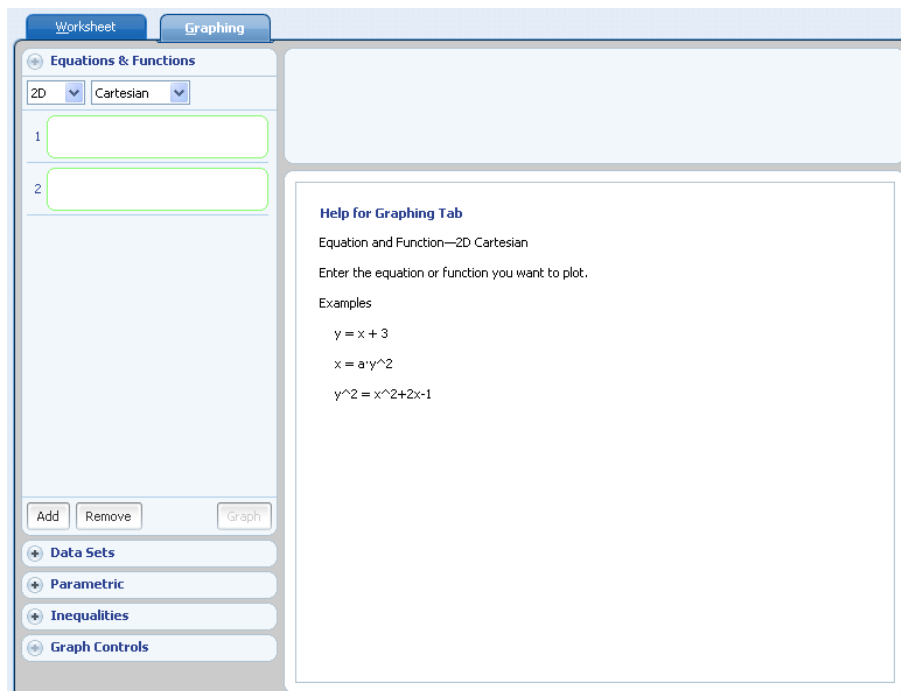 Worksheet
Graphing
Equations & Functions
2D Cartesian
1
2
Add Remove Graph
Data Sets
Parametric
Inequalities
Graph Controls
Help for Graphing Tab
Equation and Function—2D Cartesian
Enter the equation or function you want to plot.
Examples
y = x + 3
x = a·y^2
y^2 = x^2+2x-1